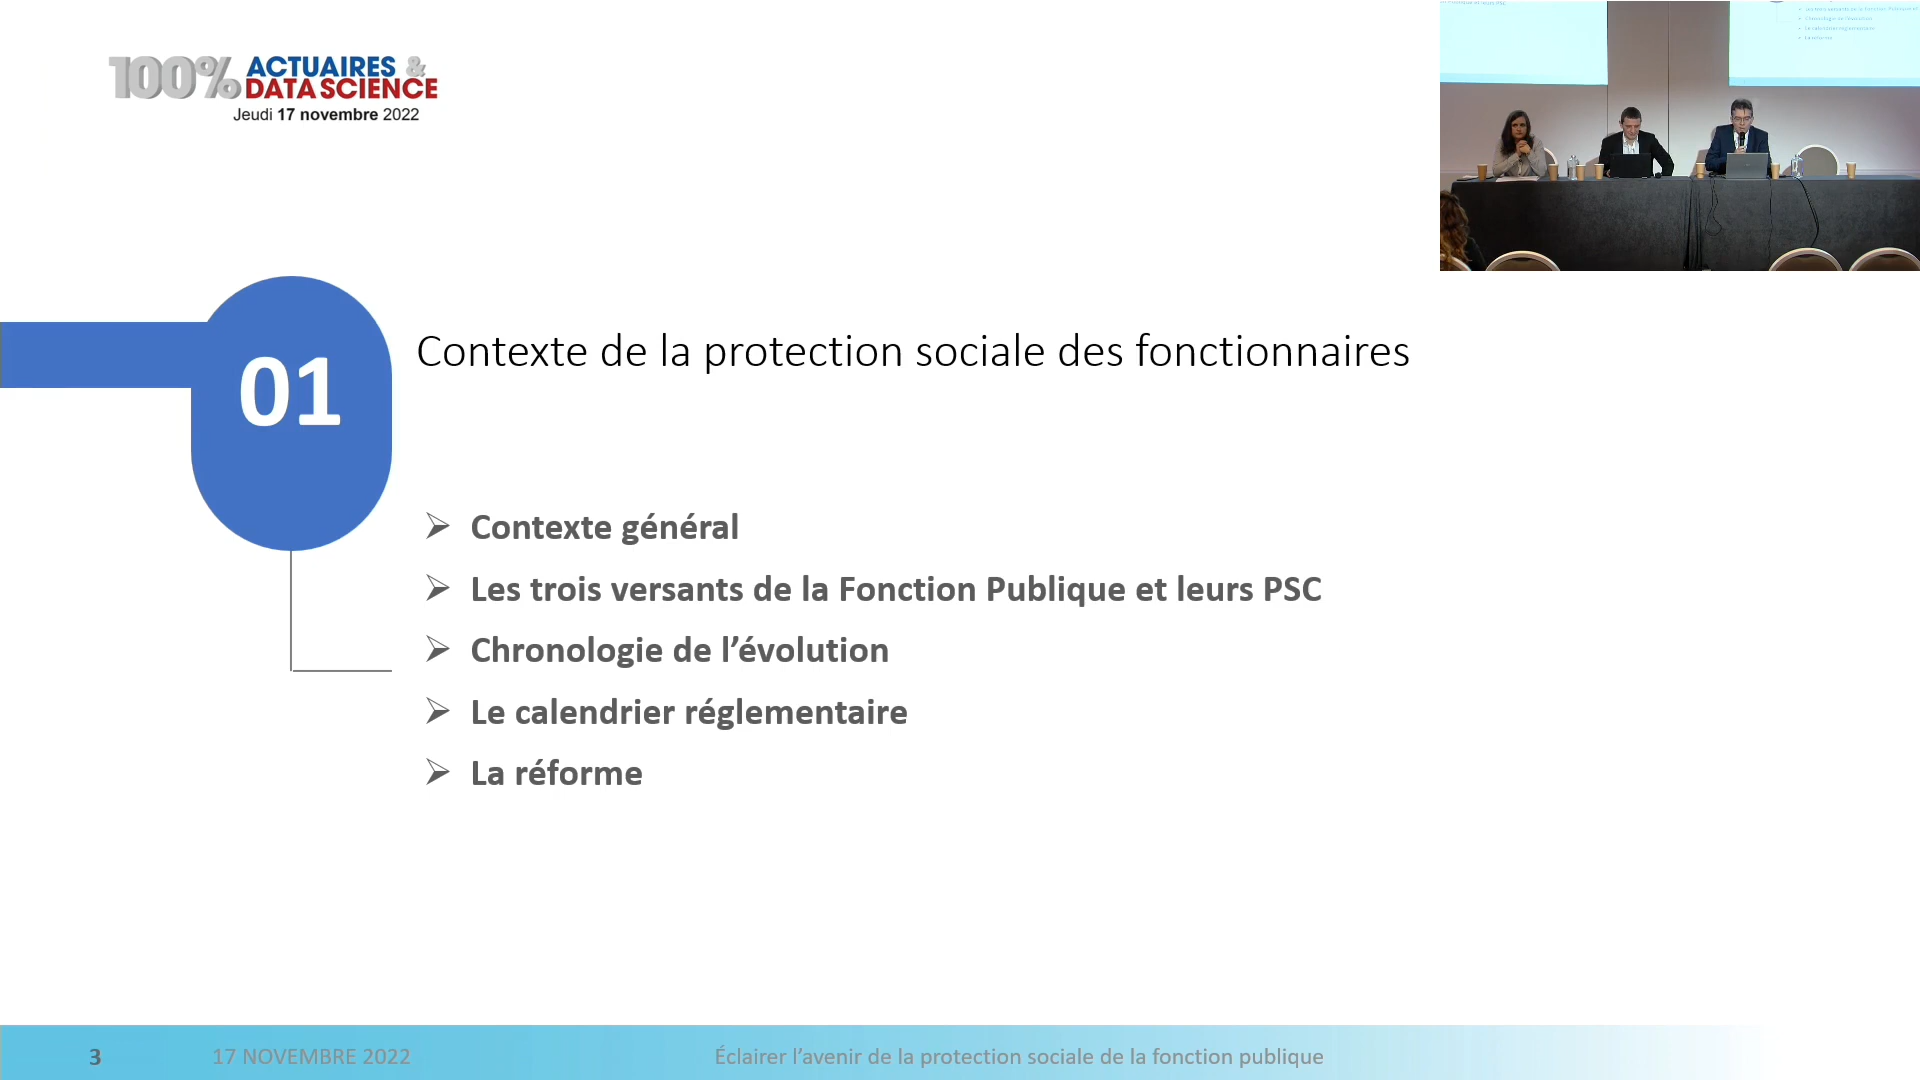 100% ACTUAIRES &
DATA SCIENCE
Jeudi 17 novembre 2022
01
Contexte de la protection sociale des fonctionnaires
Contexte général
Les trois versants de la Fonction Publique et leurs PSC
Chronologie de l’évolution
Le calendrier réglementaire
La réforme
3
17 NOVEMBRE 2022
Éclairer l’avenir de la protection sociale de la fonction publique